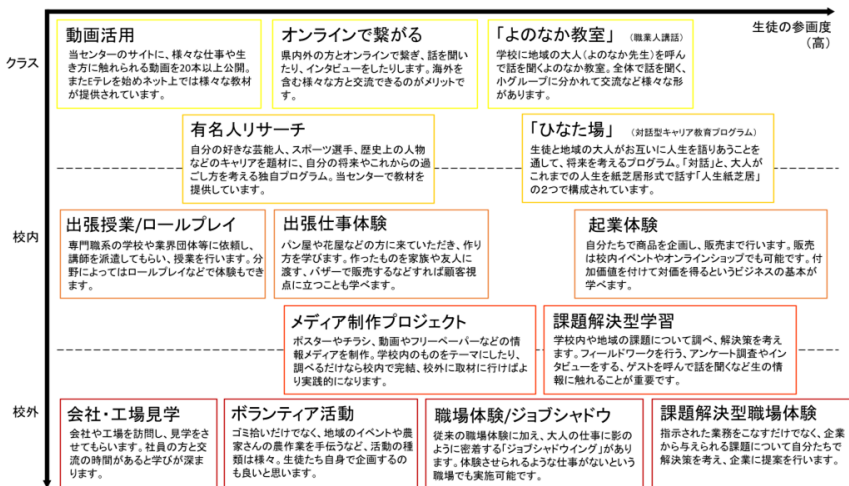 生徒の参画度
（高）
クラス
動画活用
当センターのサイトに、様々な仕事や生
き方に触れられる動画を20本以上公開。
またEテレを始めネット上では様々な教材
が提供されています。
オンラインで繋がる
県内外の方とオンラインで繋ぎ、話を聞い
たり、インタビューをしたりします。海外を
含む様々な方と交流できるのがメリットで
す。
「よのなか教室」（職業人講話）
学校に地域の大人（よのなか先生）を呼ん
で話を聞くよのなか教室。全体で話を聞く、
小グループに分かれて交流など様々な形
があります。
有名人リサーチ
自分の好きな芸能人、スポーツ選手、歴史上の人物
などのキャリアを題材に、自分の将来やこれからの過
ごし方を考える独自プログラム。当センターで教材を
提供しています。
「ひなた場」（対話型キャリア教育プログラム）
生徒と地域の大人がお互いに人生を語りあうことを
通して、将来を考えるプログラム。「対話」と、大人が
これまでの人生を紙芝居形式で話す「人生紙芝居」
の２つで構成されています。
校内
出張授業/ロールプレイ
専門職系の学校や業界団体等に依頼し、
講師を派遣してもらい、授業を行います。分
野によってはロールプレイなどで体験もでき
ます。
出張仕事体験
パン屋や花屋などの方に来ていただき、作り
方を学びます。作ったものを家族や友人に
渡す、バザーで販売するなどすれば顧客視
点に立つことも学べます。
起業体験
自分たちで商品を企画し、販売まで行います。販売
は校内イベントやオンラインショップでも可能です。付
加価値を付けて対価を得るというビジネスの基本が
学べます。
メディア制作プロジェクト
ポスターやチラシ、動画やフリーペーパーなどの情
報メディアを制作。学校内のものをテーマにしたり、
調べるだけなら校内で完結、校外に取材に行けばよ
り実践的になります。
課題解決型学習
学校内や地域の課題について調べ、解決策を考え
ます。フィールドワークを行う、アンケート調査やイン
タビューをする、ゲストを呼んで話を聞くなど生の情
報に触れることが重要です。
校外
会社・工場見学
会社や工場を訪問し、見学をさ
せてもらいます。社員の方と交
流の時間があると学びが深ま
ります。
ボランティア活動
ゴミ拾いだけでなく、地域のイベントや農
家さんの農作業を手伝うなど、活動の種
類は様々。生徒たち自身で企画するの
も良いと思います。
職場体験/ジョブシャドウ
従来の職場体験に加え、大人の仕事に影の
ように密着する「ジョブシャドウイング」があり
ます。体験させられるような仕事がないという
職場でも実施可能です。
課題解決型職場体験
指示された業務をこなすだけでなく、企業
から与えられる課題について自分たちで
解決策を考え、企業に提案を行います。